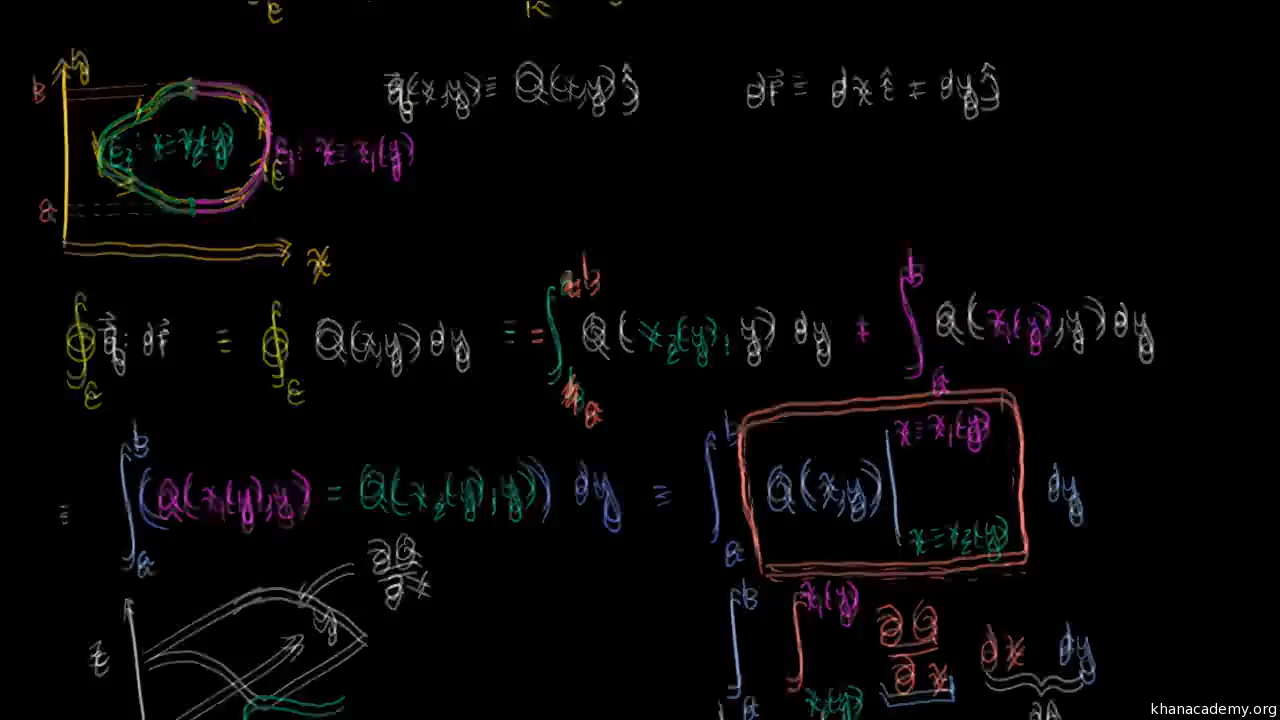 y
b
q⃗(x,y) = Q(x,y) ĵ
dr⃗ = dx î + dy ĵ
C₂: x = x₂(y)
C₁: x = x₁(y)
C
a
x
∮_C q⃗ · dr⃗ = ∮_C Q(x,y) dy = ∫_a^b Q(x₂(y), y) dy + ∫_a^b Q(x₁(y), y) dy
= ∫_a^b (Q(x₁(y), y) - Q(x₂(y), y)) dy = ∫_a^b Q(x,y) |_{x=x₂(y)}^{x=x₁(y)} dy
∂Q/∂x
y
z
∫_a^b ∫_{x₂(y)}^{x₁(y)} ∂Q/∂x dx dy
dA
khanacademy.org